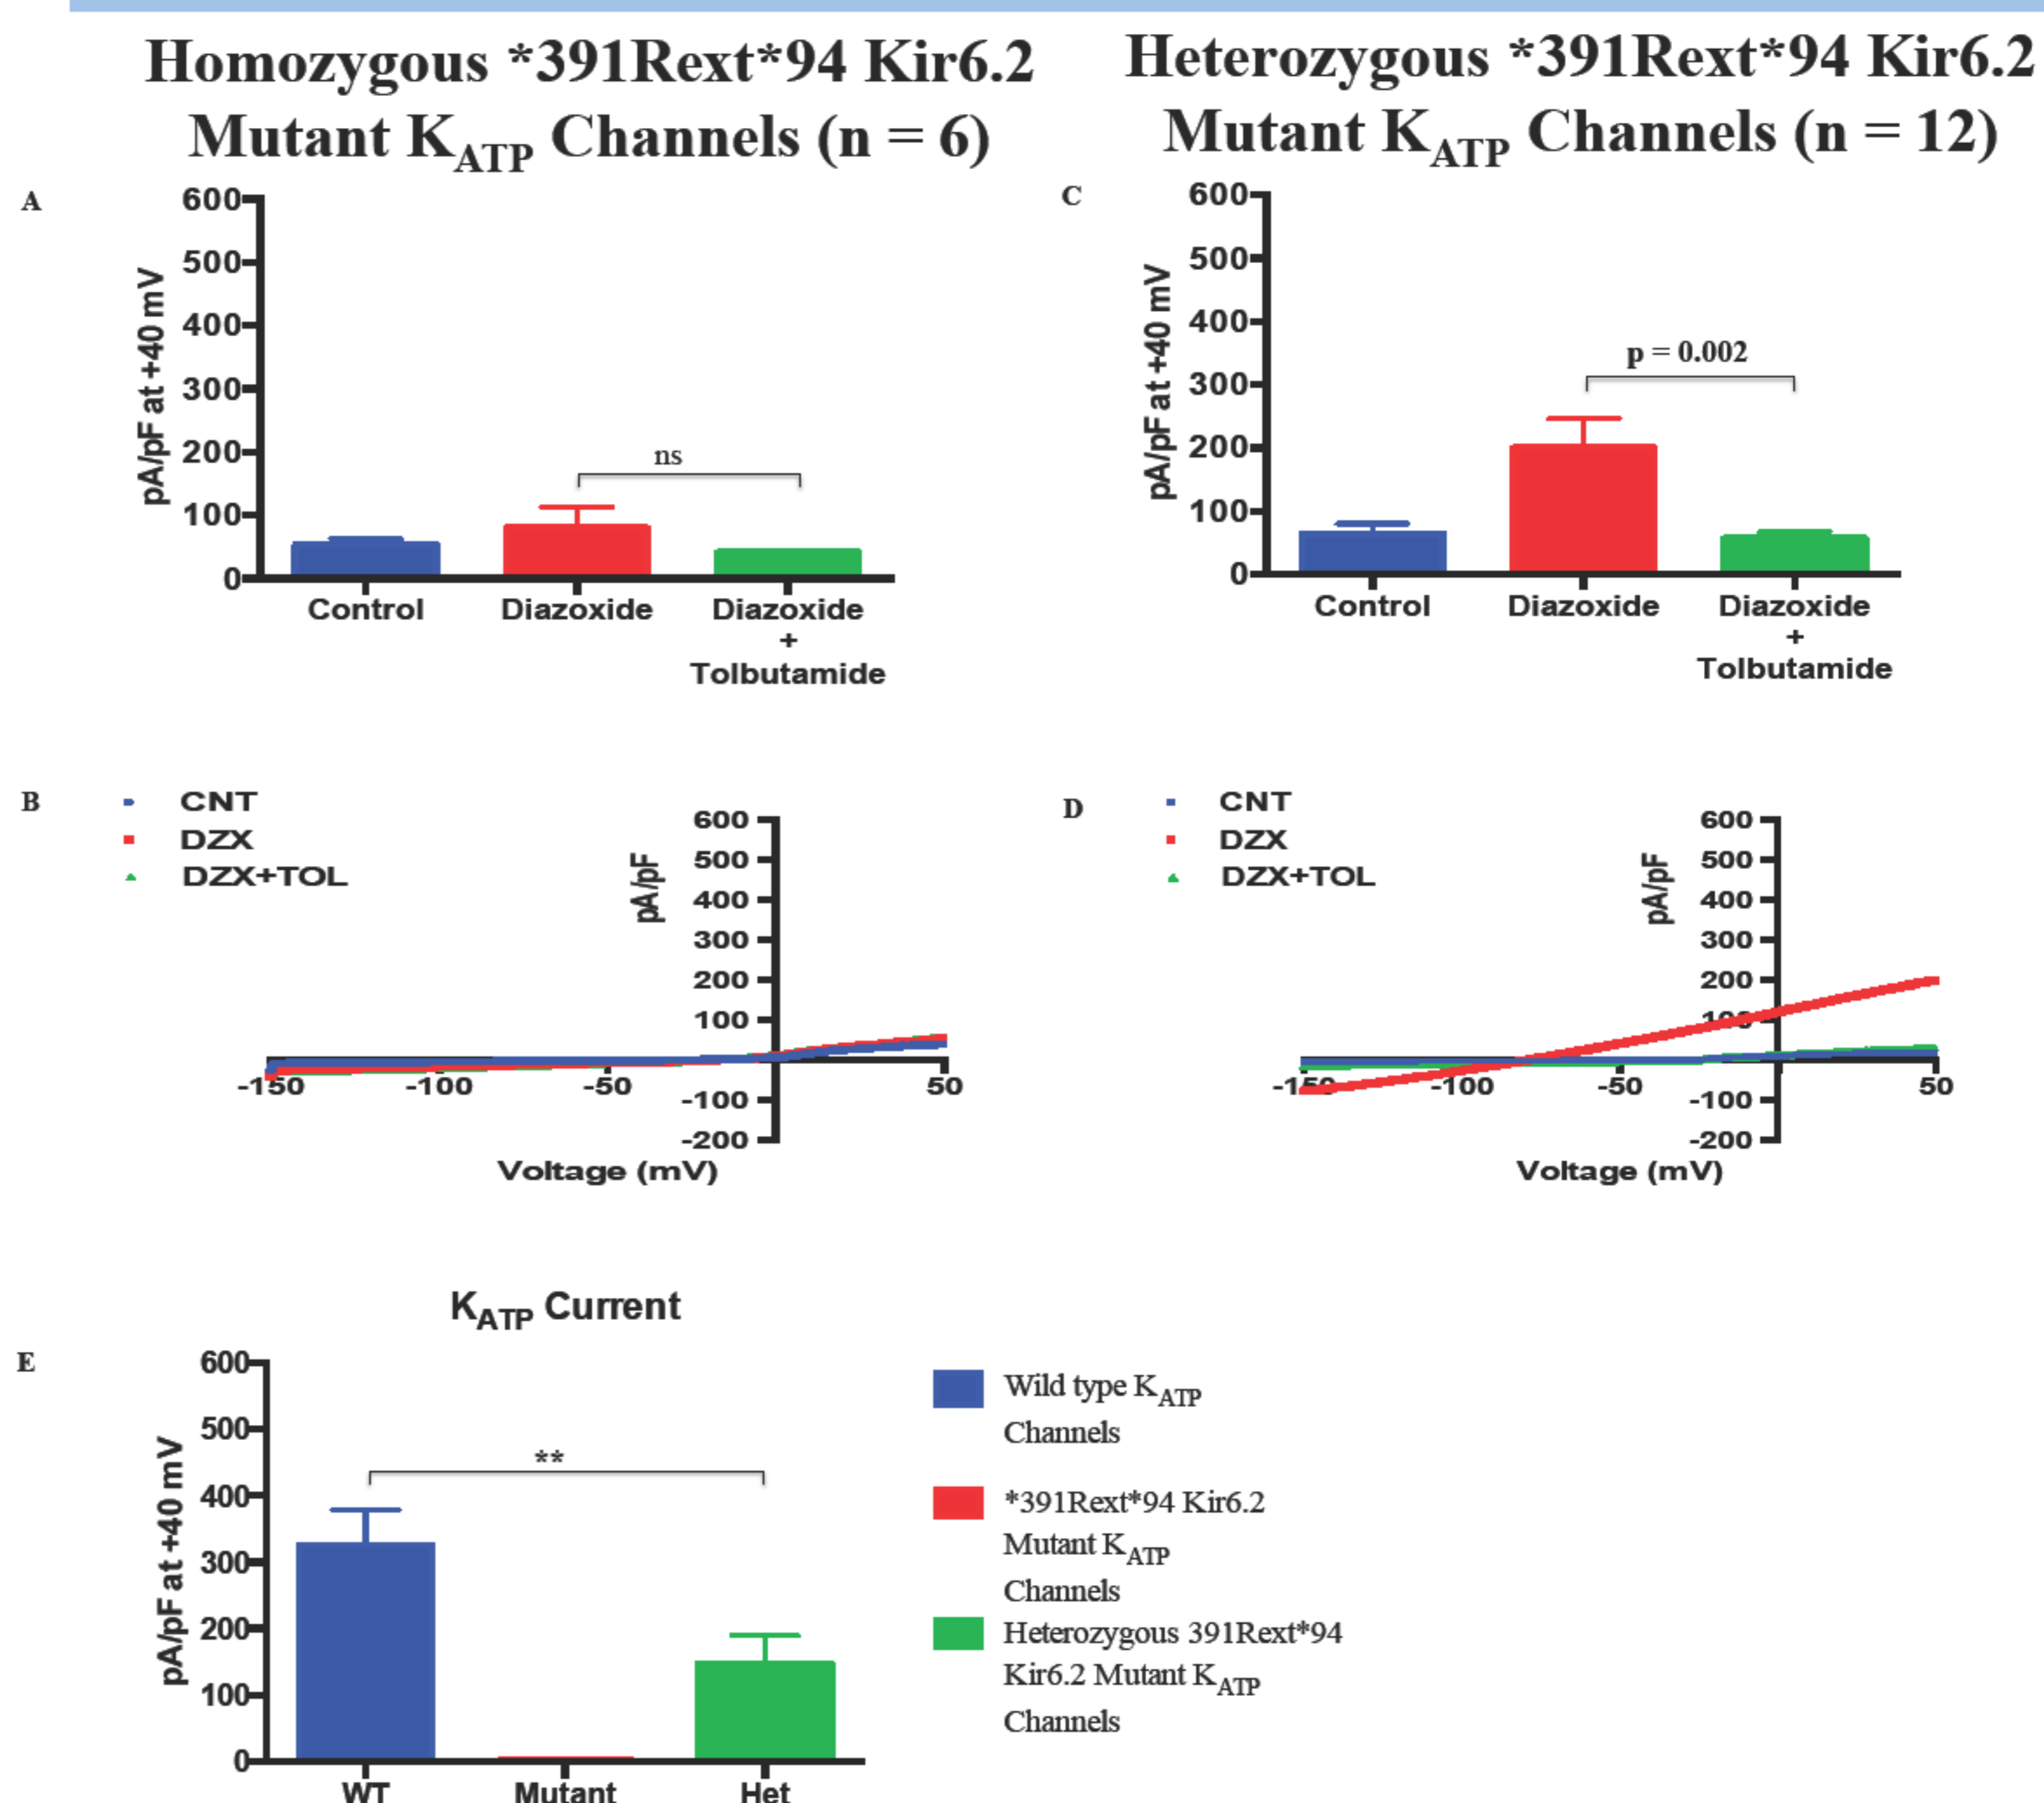 Homozygous *391Rext*94 Kir6.2
Mutant KATP Channels (n = 6)
A
600
500
400
300
200
100
0
pA/pF at +40 mV
ns
Control
Diazoxide
Diazoxide
+
Tolbutamide
Heterozygous *391Rext*94 Kir6.2
Mutant KATP Channels (n = 12)
C
600
500
400
300
200
100
0
pA/pF at +40 mV
p = 0.002
Control
Diazoxide
Diazoxide
+
Tolbutamide
B
CNT
DZX
DZX+TOL
pA/pF
600
500
400
300
200
100
-100
-200
-150
-100
-50
50
Voltage (mV)
D
CNT
DZX
DZX+TOL
pA/pF
600
500
400
300
200
100
-100
-200
-150
-100
-50
50
Voltage (mV)
E
KATP Current
600
500
400
300
200
100
0
pA/pF at +40 mV
**
WT
Mutant
Het
Wild type KATP
Channels
*391Rext*94 Kir6.2
Mutant KATP
Channels
Heterozygous 391Rext*94
Kir6.2 Mutant KATP
Channels